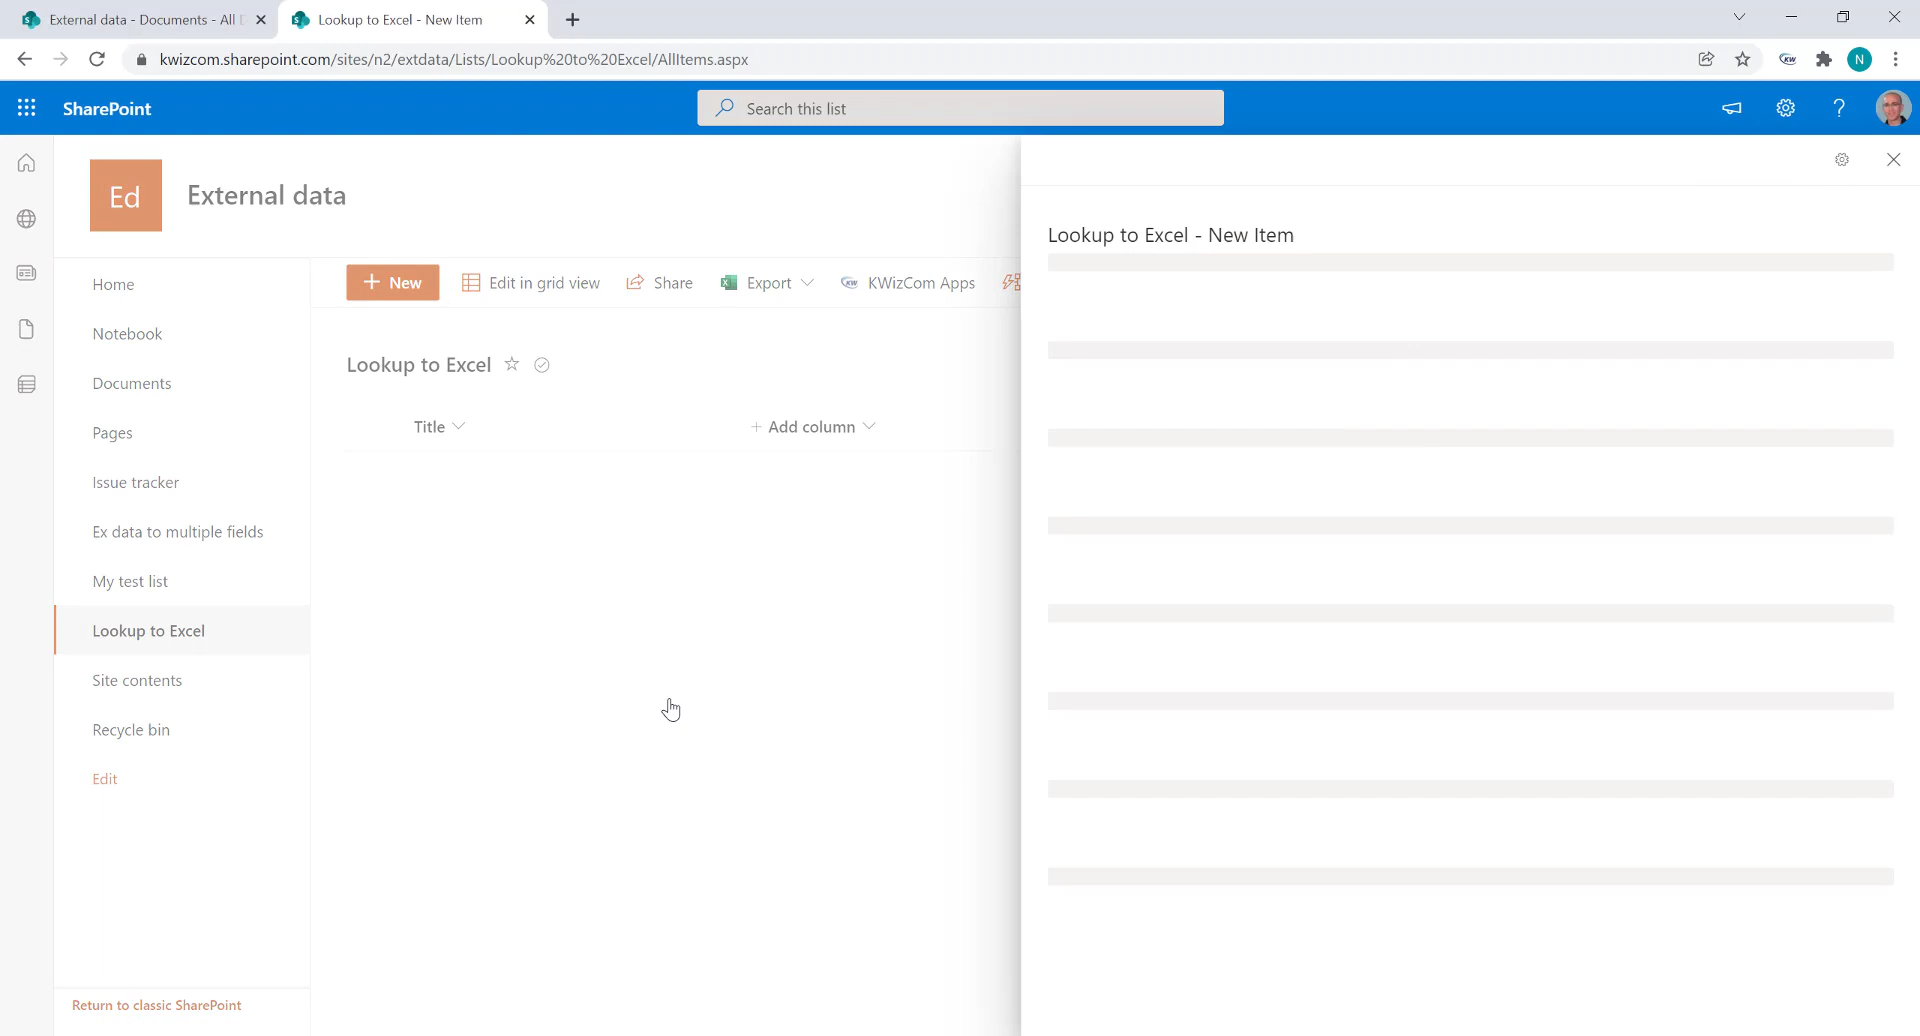 External data - Documents - All
Lookup to Excel - New Item
kwizcom.sharepoint.com/sites/n2/extdata/Lists/Lookup%20to%20Excel/AllItems.aspx
KW
N
SharePoint
Search this list
Ed
External data
Home
Notebook
Documents
Pages
Issue tracker
Ex data to multiple fields
My test list
Lookup to Excel
Site contents
Recycle bin
Edit
Return to classic SharePoint
New
Edit in grid view
Share
Export
KWizCom Apps
Lookup to Excel
Title
Add column
Lookup to Excel - New Item